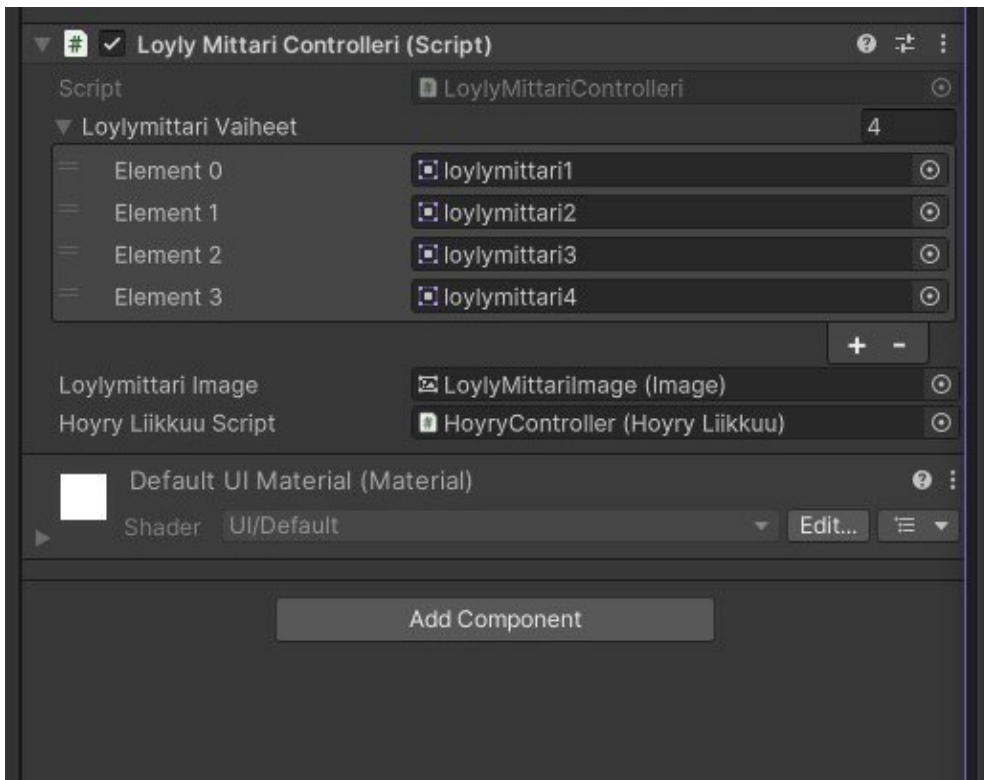 Loyly Mittari Controlleri (Script)
Script LoylyMittariControlleri
Loylymittari Vaiheet 4
Element 0 loylymittari1
Element 1 loylymittari2
Element 2 loylymittari3
Element 3 loylymittari4
+ -
Loylymittari Image LoylyMittariImage (Image)
Hoyry Liikkuu Script HoyryController (Hoyry Liikkuu)
Default UI Material (Material)
Shader UI/Default Edit...
Add Component